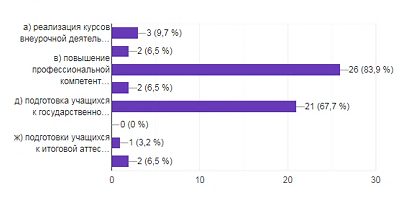 а) реализация курсов
внеурочной деятель…
3 (9,7 %)
2 (6,5 %)
в) повышение
профессиональной
компетент…
26 (83,9 %)
2 (6,5 %)
д) подготовка учащихся
к государственно…
21 (67,7 %)
0 (0 %)
ж) подготовки учащихся
к итоговой аттес…
1 (3,2 %)
2 (6,5 %)
0 10 20 30